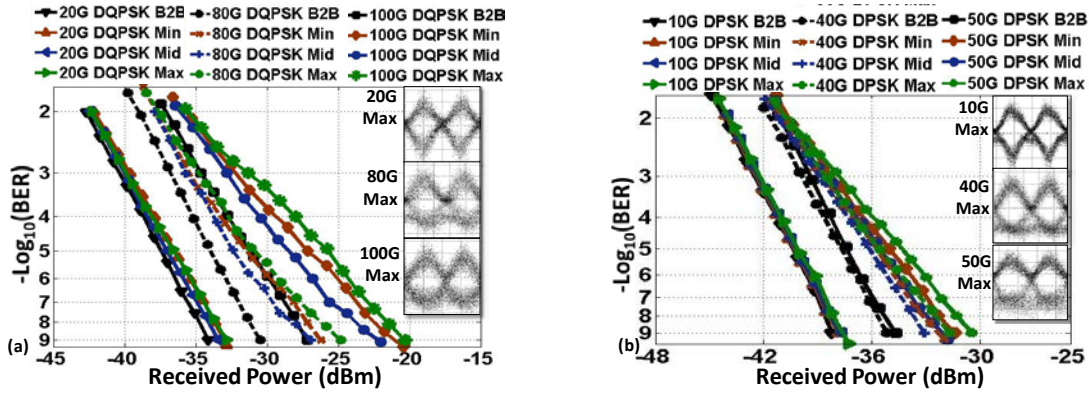 20G DQPSK B2B 80G DQPSK B2B 100G DQPSK B2B
20G DQPSK Min 80G DQPSK Min 100G DQPSK Min
20G DQPSK Mid 80G DQPSK Mid 100G DQPSK Mid
20G DQPSK Max 80G DQPSK Max 100G DQPSK Max
-Log10(BER)
2
3
4
5
6
7
8
9
20G
Max
80G
Max
100G
Max
(a)
-45 -40 -35 -30 -25 -20 -15
Received Power (dBm)
10G DPSK B2B 40G DPSK B2B 50G DPSK B2B
10G DPSK Min 40G DPSK Min 50G DPSK Min
10G DPSK Mid 40G DPSK Mid 50G DPSK Mid
10G DPSK Max 40G DPSK Max 50G DPSK Max
-Log10(BER)
2
3
4
5
6
7
8
9
10G
Max
40G
Max
50G
Max
(b)
-48 -42 -36 -30 -25
Received Power (dBm)